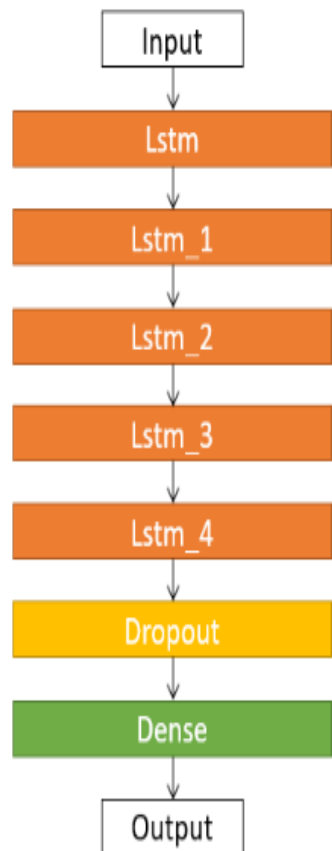 Input
Lstm
Lstm_1
Lstm_2
Lstm_3
Lstm_4
Dropout
Dense
Output